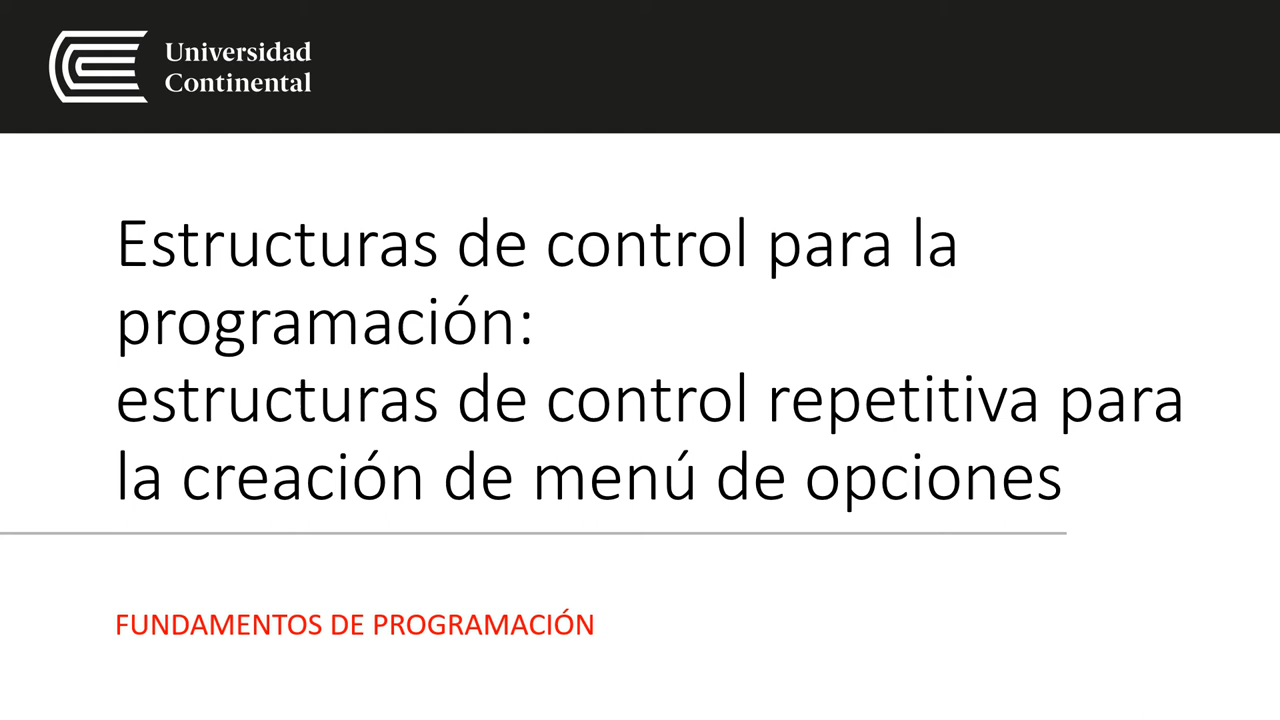 Universidad
Continental
Estructuras de control para la
programación:
estructuras de control repetitiva para
la creación de menú de opciones
FUNDAMENTOS DE PROGRAMACIÓN